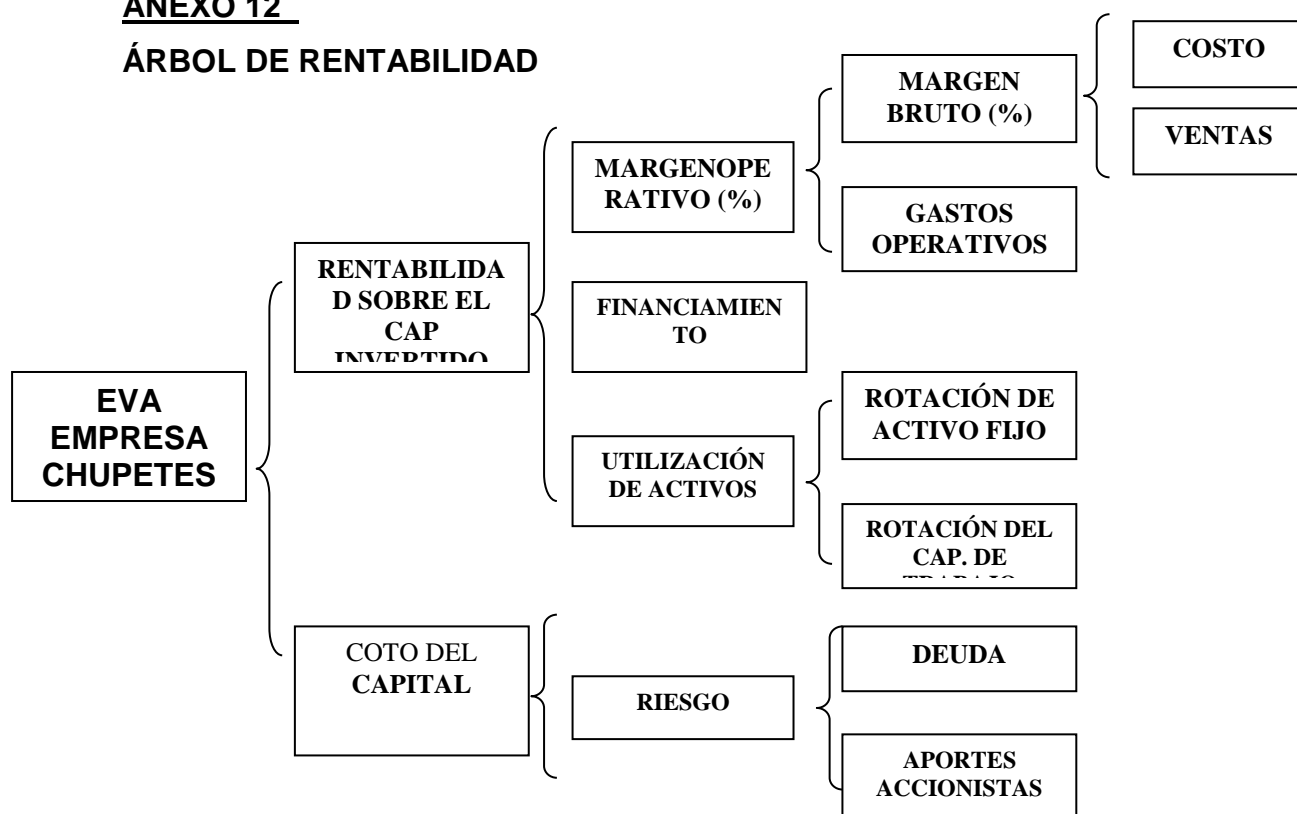 ANEXO 12
ÁRBOL DE RENTABILIDAD
COSTO
MARGEN
BRUTO (%)
VENTAS
MARGENOPE
RATIVO (%)
GASTOS
OPERATIVOS
RENTABILIDA
D SOBRE EL
CAP
INVERTIDO
FINANCIAMIEN
TO
EVA
EMPRESA
CHUPETES
ROTACIÓN DE
ACTIVO FIJO
UTILIZACIÓN
DE ACTIVOS
ROTACIÓN DEL
CAP. DE
TRABAJO
COTO DEL
CAPITAL
RIESGO
DEUDA
APORTES
ACCIONISTAS